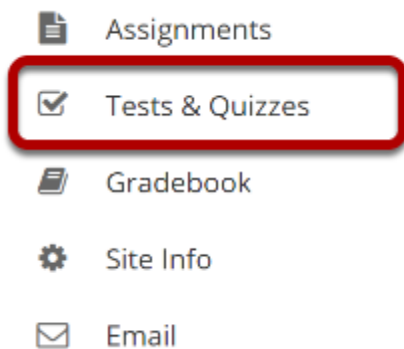 Assignments
Tests & Quizzes
Gradebook
Site Info
Email